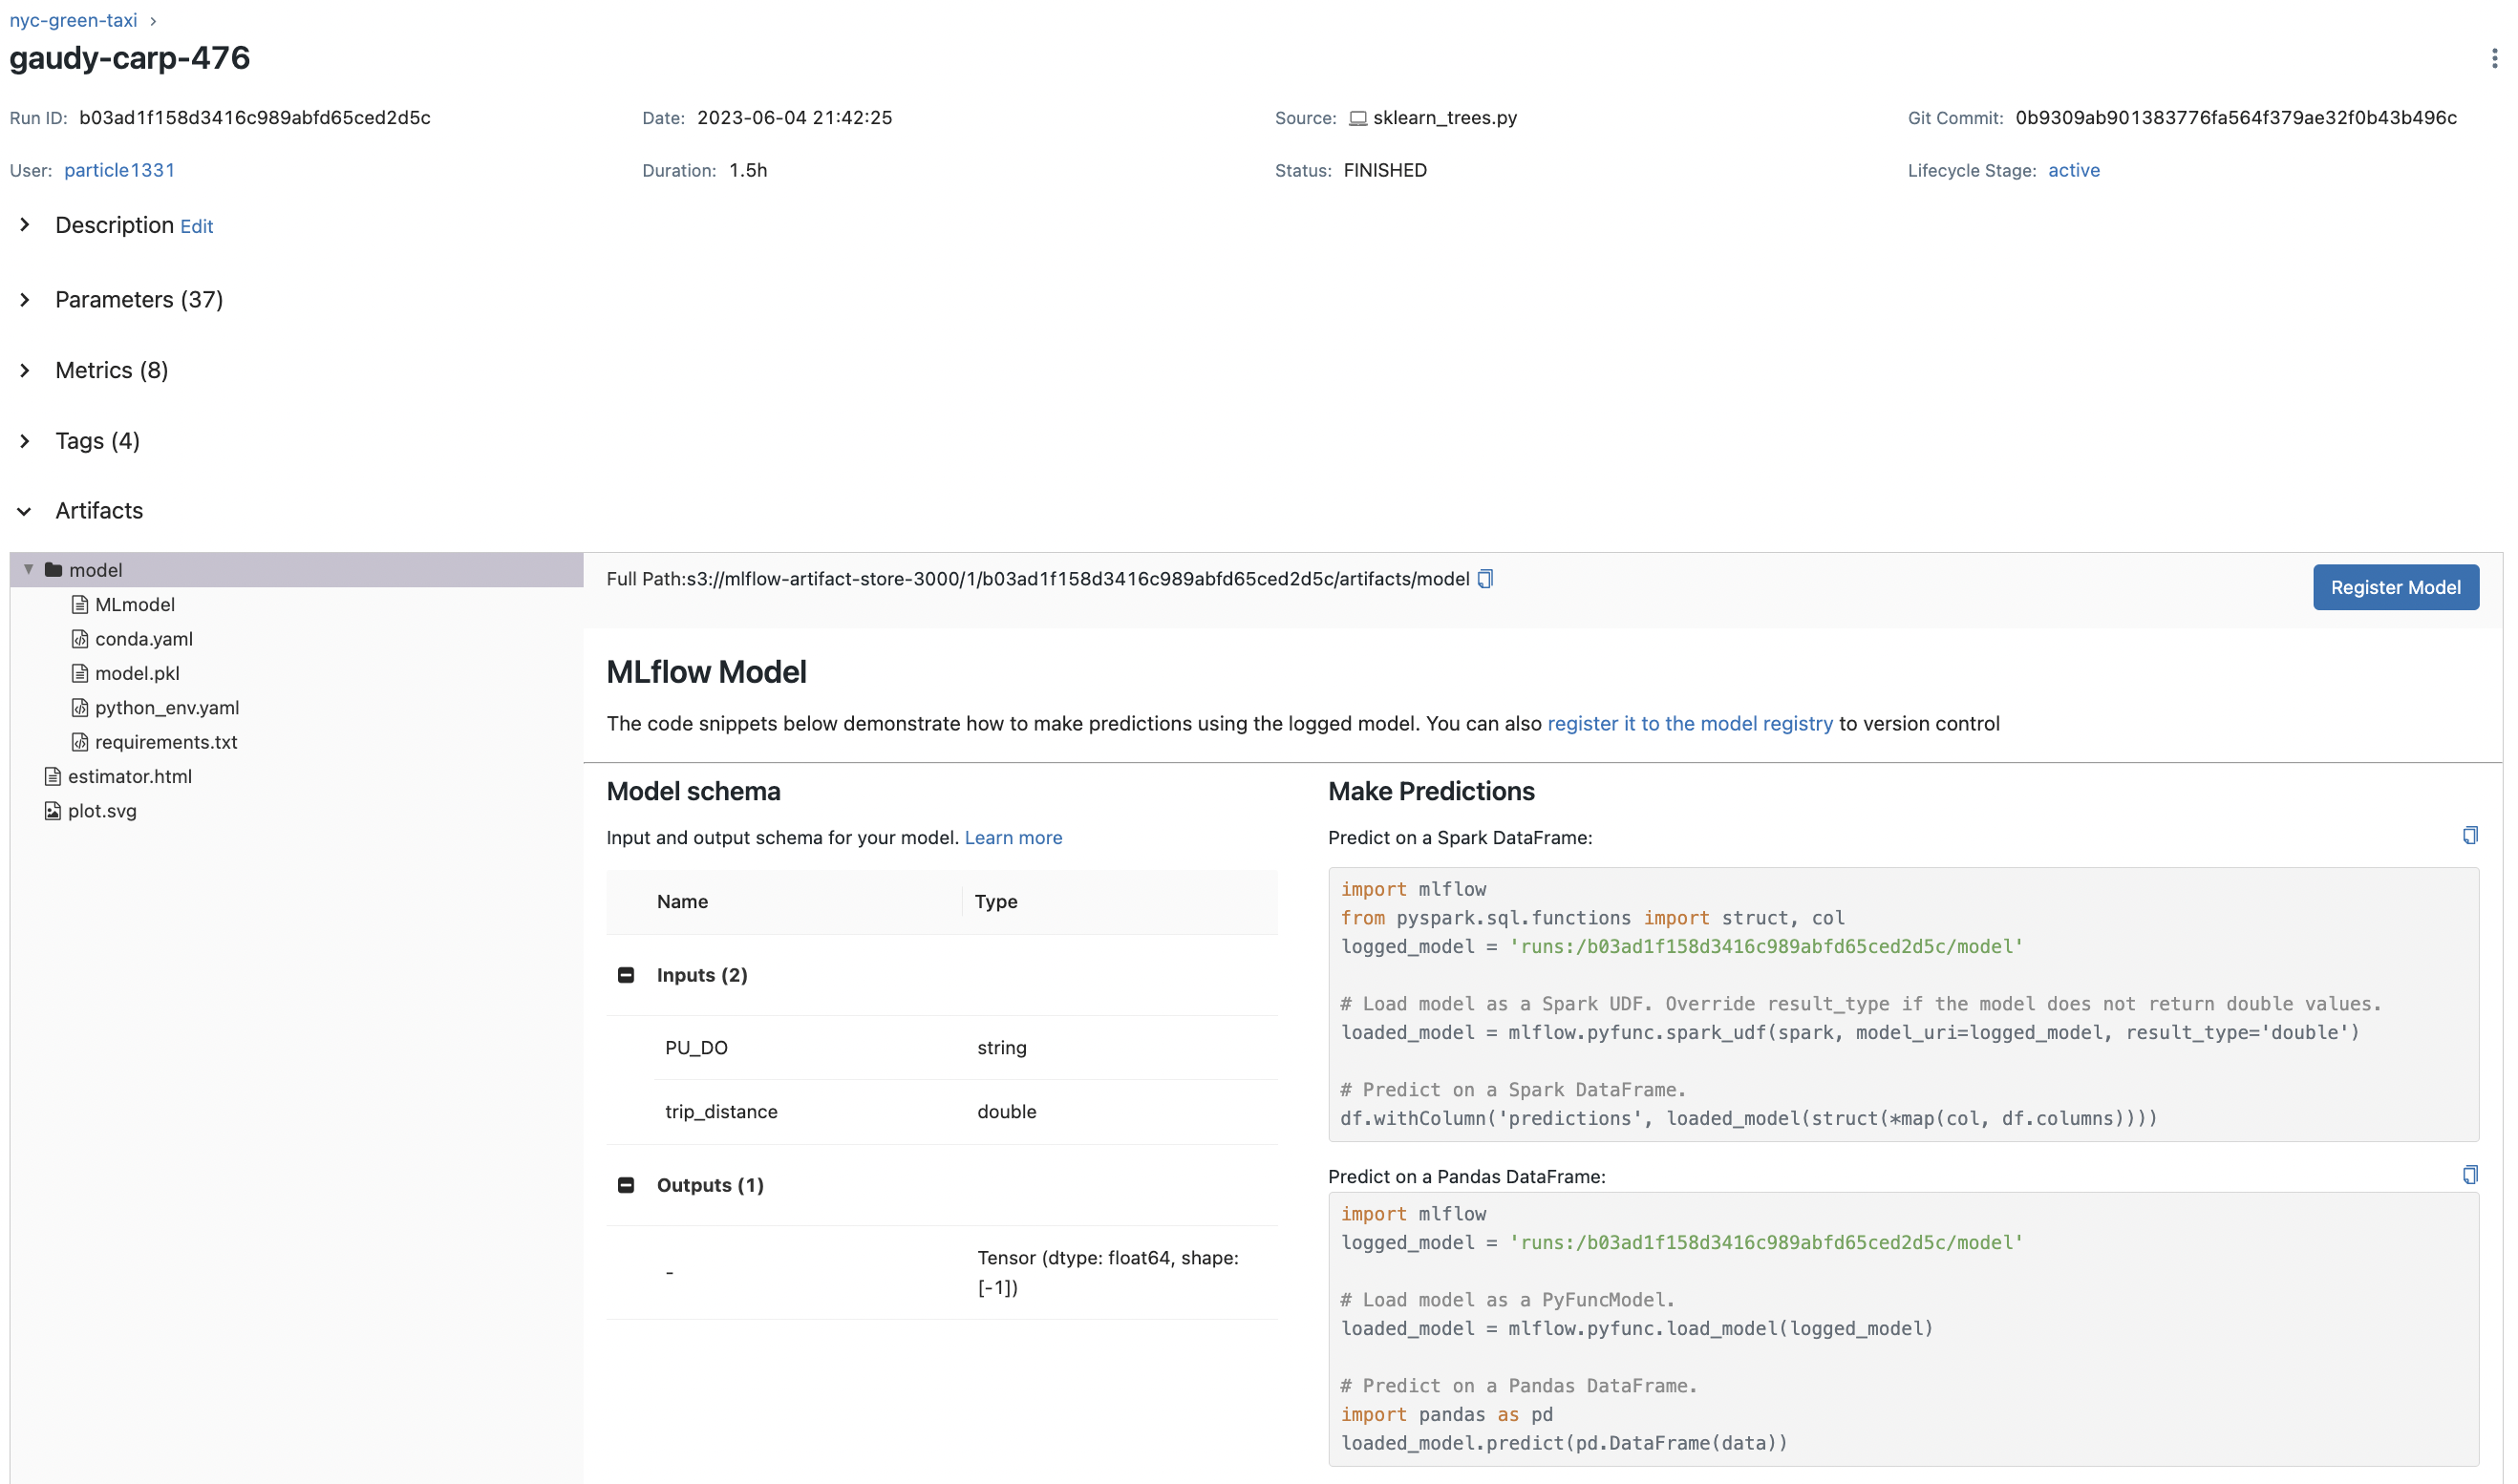 nyc-green-taxi
gaudy-carp-476
Run ID: b03ad1f158d3416c989abfd65ced2d5c
Date: 2023-06-04 21:42:25
Source: sklearn_trees.py
Git Commit: 0b9309ab901383776fa564f379ae32f0b43b496c
User: particle1331
Duration: 1.5h
Status: FINISHED
Lifecycle Stage: active
Description Edit
Parameters (37)
Metrics (8)
Tags (4)
Artifacts
model
MLmodel
conda.yaml
model.pkl
python_env.yaml
requirements.txt
estimator.html
plot.svg
Full Path:s3://mlflow-artifact-store-3000/1/b03ad1f158d3416c989abfd65ced2d5c/artifacts/model
Register Model
MLflow Model
The code snippets below demonstrate how to make predictions using the logged model. You can also register it to the model registry to version control
Model schema
Input and output schema for your model. Learn more
Name Type
Inputs (2)
PU_DO string
trip_distance double
Outputs (1)
- Tensor (dtype: float64, shape:
[-1])
Make Predictions
Predict on a Spark DataFrame:
import mlflow
from pyspark.sql.functions import struct, col
logged_model = 'runs:/b03ad1f158d3416c989abfd65ced2d5c/model'
# Load model as a Spark UDF. Override result_type if the model does not return double values.
loaded_model = mlflow.pyfunc.spark_udf(spark, model_uri=logged_model, result_type='double')
# Predict on a Spark DataFrame.
df.withColumn('predictions', loaded_model(struct(*map(col, df.columns))))
Predict on a Pandas DataFrame:
import mlflow
logged_model = 'runs:/b03ad1f158d3416c989abfd65ced2d5c/model'
# Load model as a PyFuncModel.
loaded_model = mlflow.pyfunc.load_model(logged_model)
# Predict on a Pandas DataFrame.
import pandas as pd
loaded_model.predict(pd.DataFrame(data))